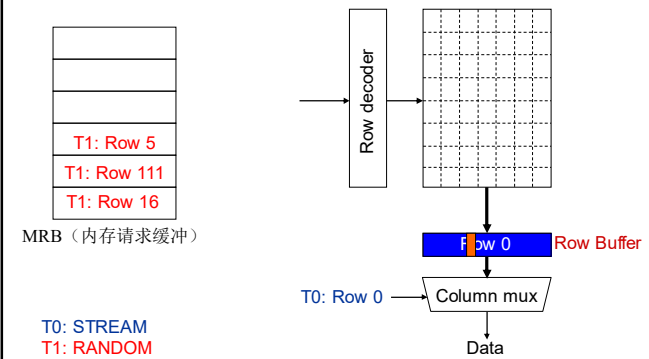 T1: Row 5
T1: Row 111
T1: Row 16
MRB（内存请求缓冲）
T0: STREAM
T1: RANDOM
Row decoder
Row 0
Row Buffer
T0: Row 0
Column mux
Data